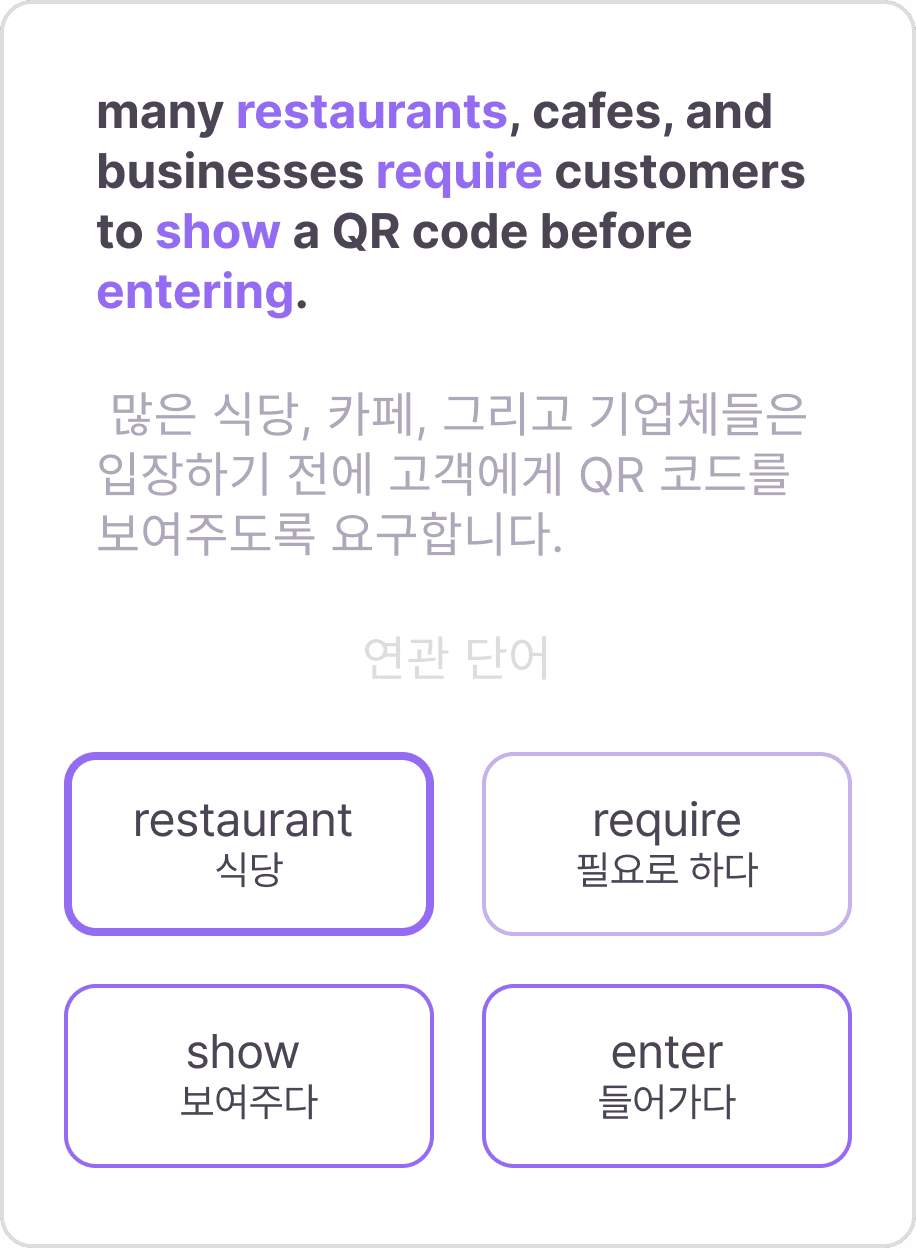 many restaurants, cafes, and
businesses require customers
to show a QR code before
entering.
많은 식당, 카페, 그리고 기업체들은
입장하기 전에 고객에게 QR 코드를
보여주도록 요구합니다.
연관 단어
restaurant
식당
require
필요로 하다
show
보여주다
enter
들어가다